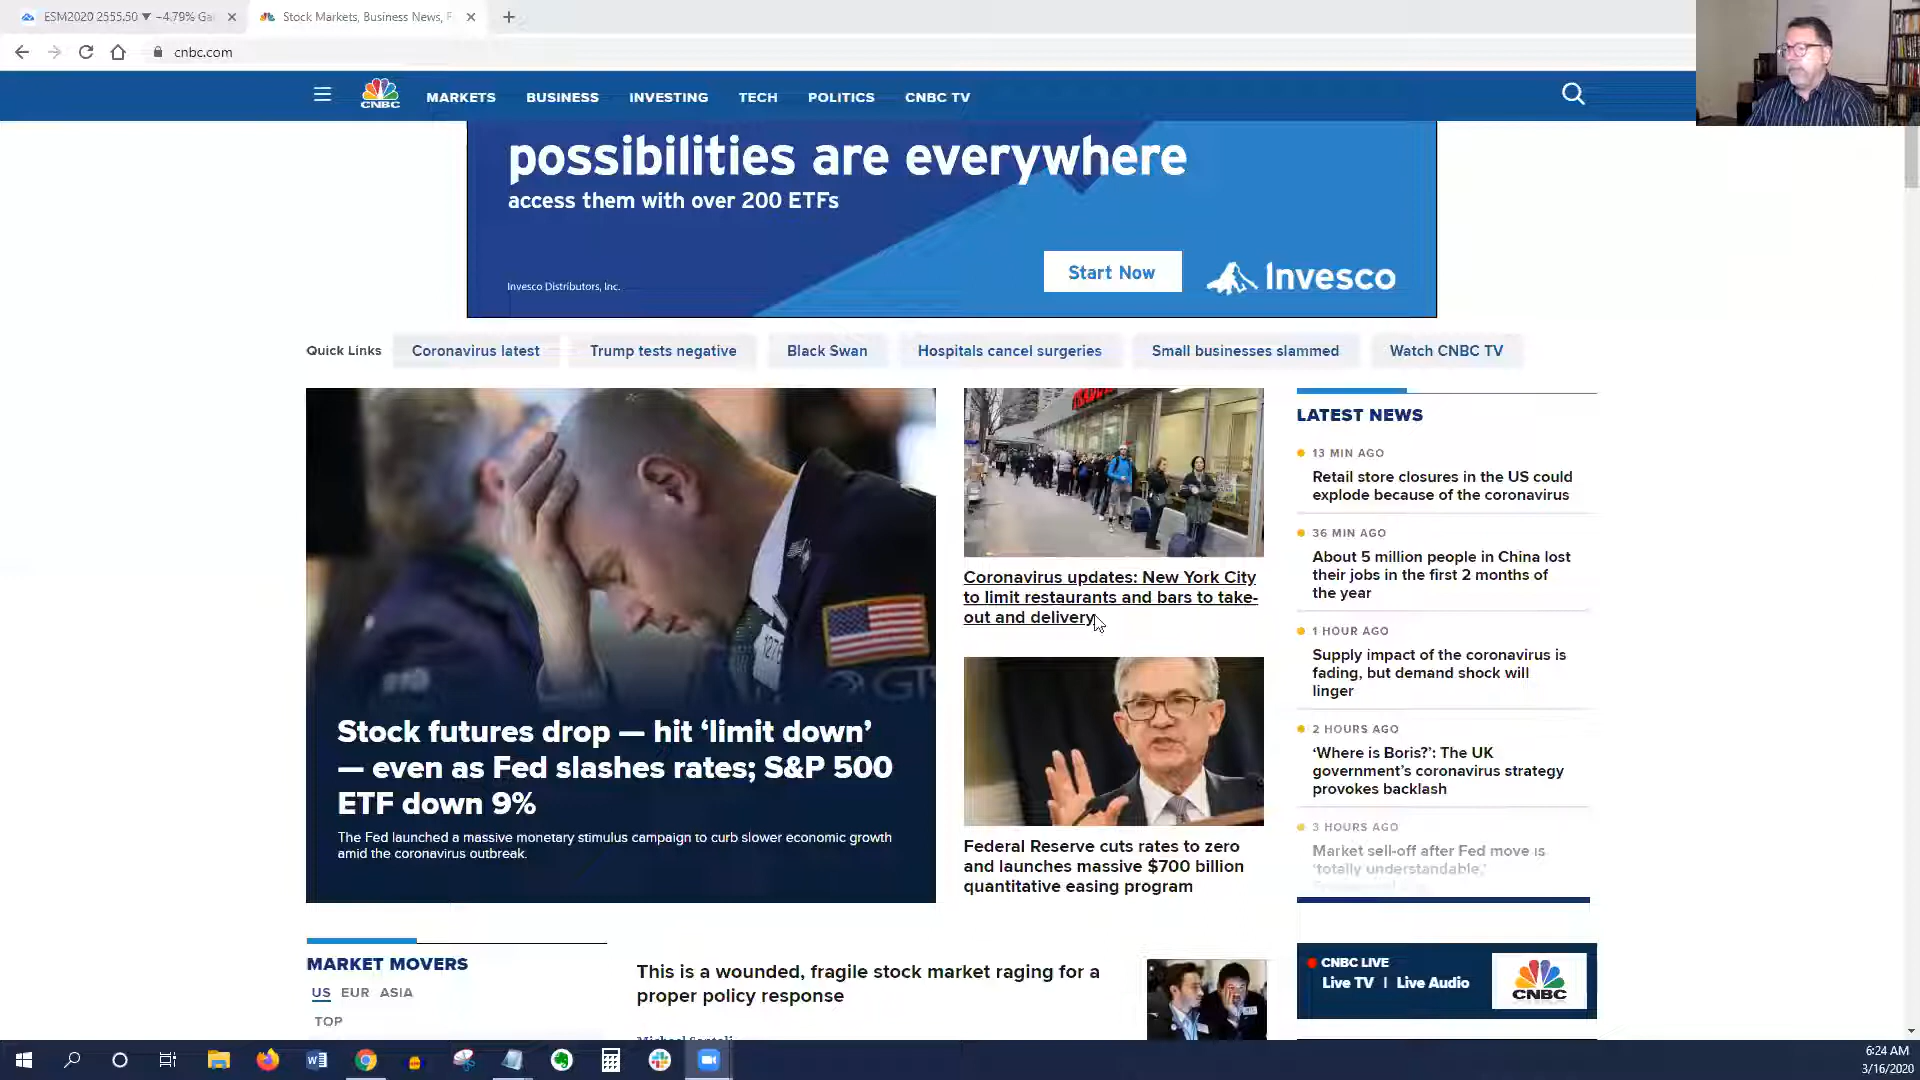 ESM2020 2555.50 ▼ −4.79%
Stock Markets, Business News, F
cnbc.com
CNBC
MARKETS
BUSINESS
INVESTING
TECH
POLITICS
CNBC TV
possibilities are everywhere
access them with over 200 ETFs
Start Now
Invesco
Invesco Distributors, Inc.
Quick Links
Coronavirus latest
Trump tests negative
Black Swan
Hospitals cancel surgeries
Small businesses slammed
Watch CNBC TV
Stock futures drop — hit ‘limit down’
— even as Fed slashes rates; S&P 500
ETF down 9%
The Fed launched a massive monetary stimulus campaign to curb slower economic growth
amid the coronavirus outbreak.
Coronavirus updates: New York City
to limit restaurants and bars to take-
out and delivery
Federal Reserve cuts rates to zero
and launches massive $700 billion
quantitative easing program
LATEST NEWS
13 MIN AGO
Retail store closures in the US could
explode because of the coronavirus
36 MIN AGO
About 5 million people in China lost
their jobs in the first 2 months of
the year
1 HOUR AGO
Supply impact of the coronavirus is
fading, but demand shock will
linger
2 HOURS AGO
‘Where is Boris?’: The UK
government’s coronavirus strategy
provokes backlash
3 HOURS AGO
Market sell-off after Fed move is
‘totally understandable,’
MARKET MOVERS
US EUR ASIA
TOP
This is a wounded, fragile stock market raging for a
proper policy response
CNBC LIVE
Live TV | Live Audio
CNBC
6:24 AM
3/16/2020